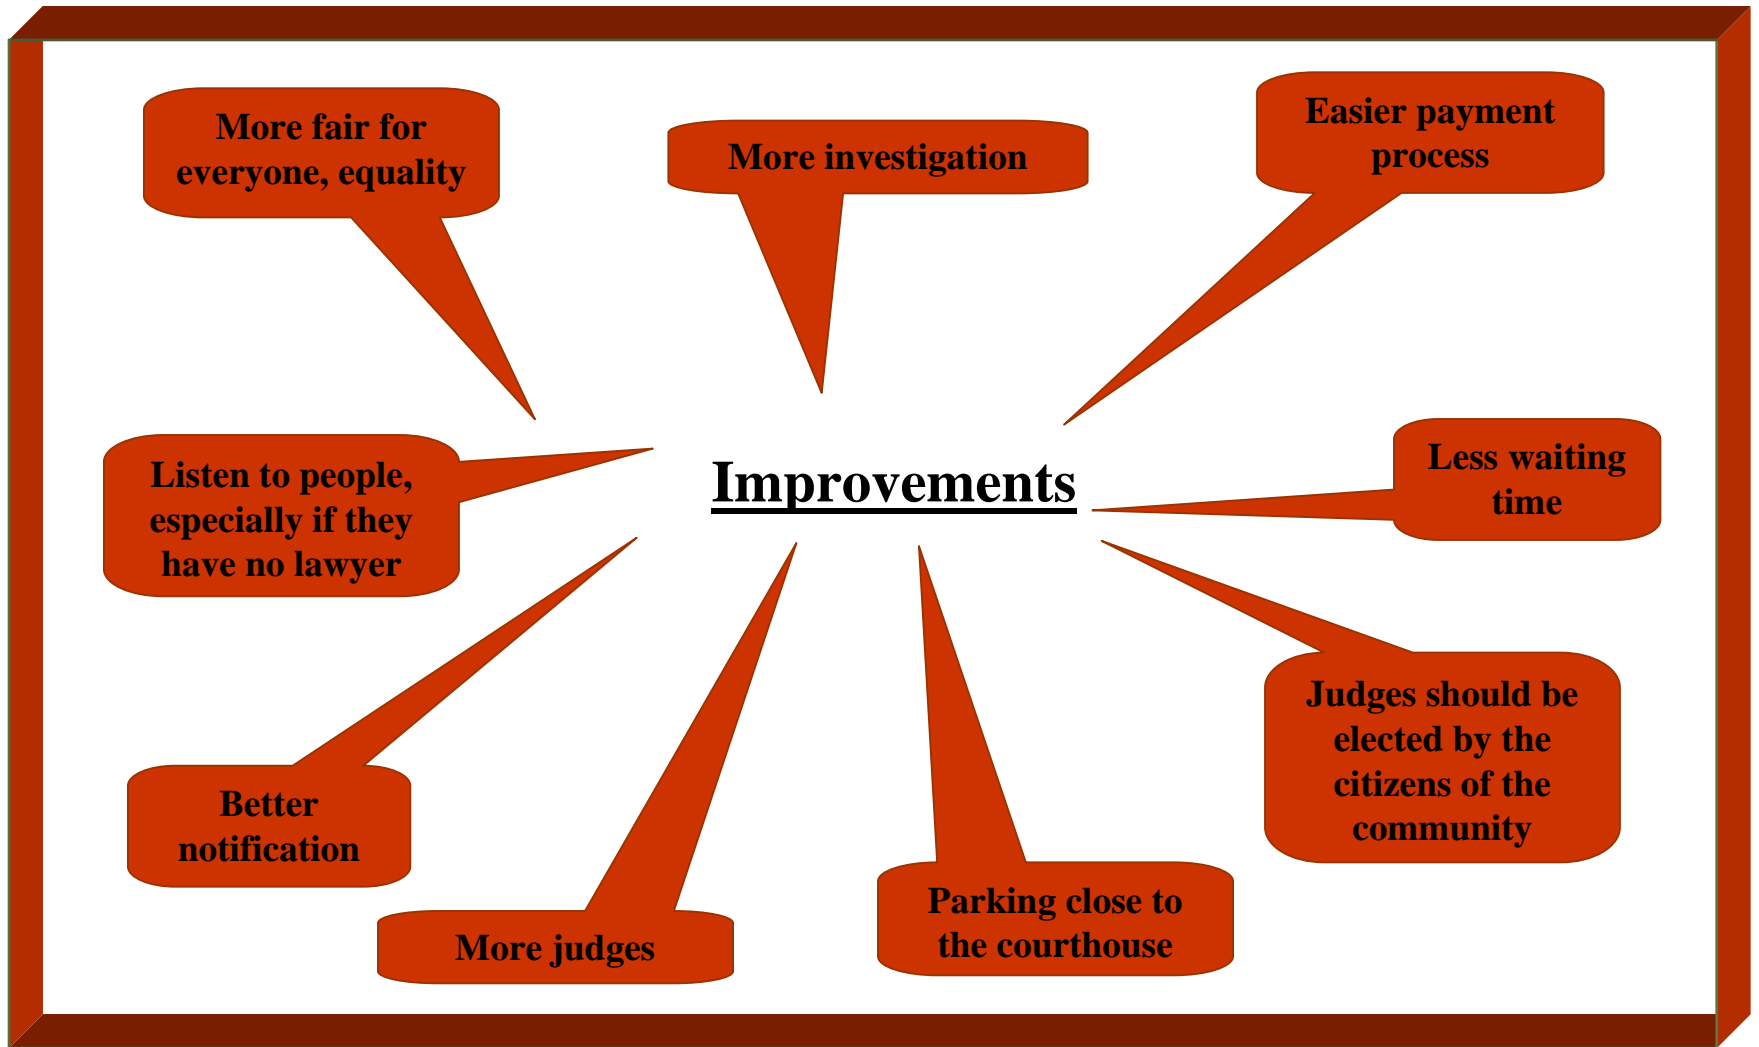 More fair for
everyone, equality
More investigation
Easier payment
process
Listen to people,
especially if they
have no lawyer
Improvements
Less waiting
time
Better
notification
More judges
Parking close to
the courthouse
Judges should be
elected by the
citizens of the
community